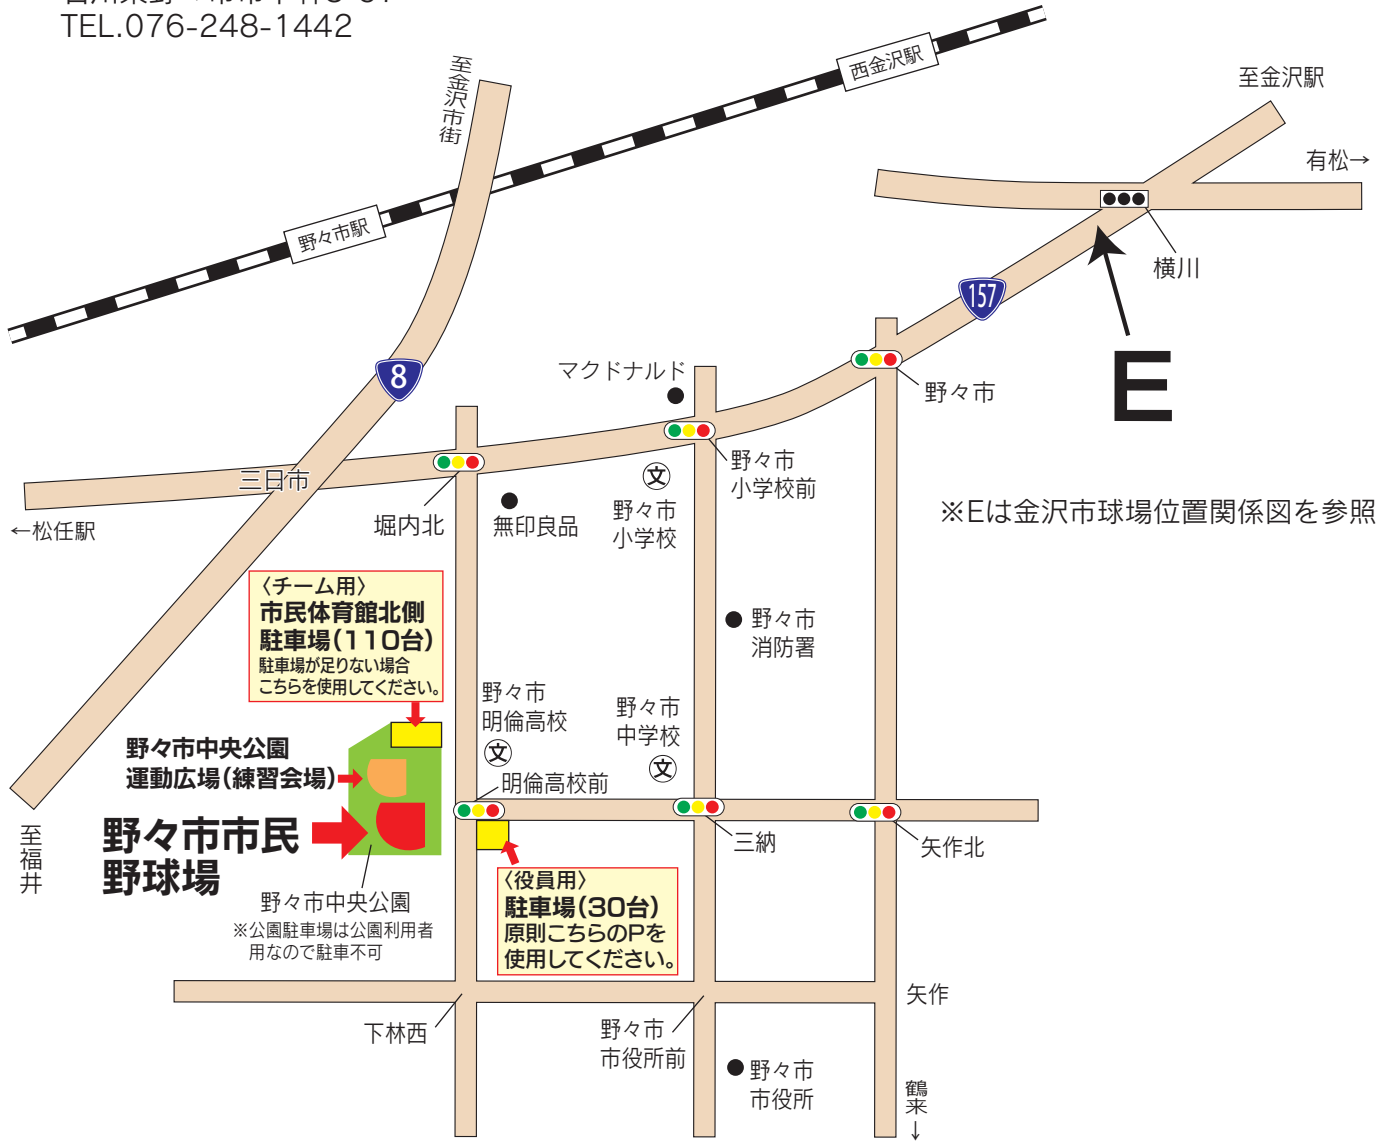 TEL.076-248-1442
至金沢市街
西金沢駅
至金沢駅
有松→
野々市駅
横川
157
E
8
マクドナルド
野々市
野々市
小学校前
三日市
←松任駅
堀内北
無印良品
野々市
小学校
※Eは金沢市球場位置関係図を参照
〈チーム用〉
市民体育館北側
駐車場(110台)
駐車場が足りない場合
こちらを使用してください。
野々市
消防署
野々市
明倫高校
文
野々市
中学校
文
文
野々市中央公園
運動広場(練習会場)
明倫高校前
野々市市民
野球場
三納
矢作北
至福井
野々市中央公園
※公園駐車場は公園利用者
用なので駐車不可
〈役員用〉
駐車場(30台)
原則こちらのPを
使用してください。
下林西
野々市
市役所前
矢作
野々市
市役所
鶴来↓